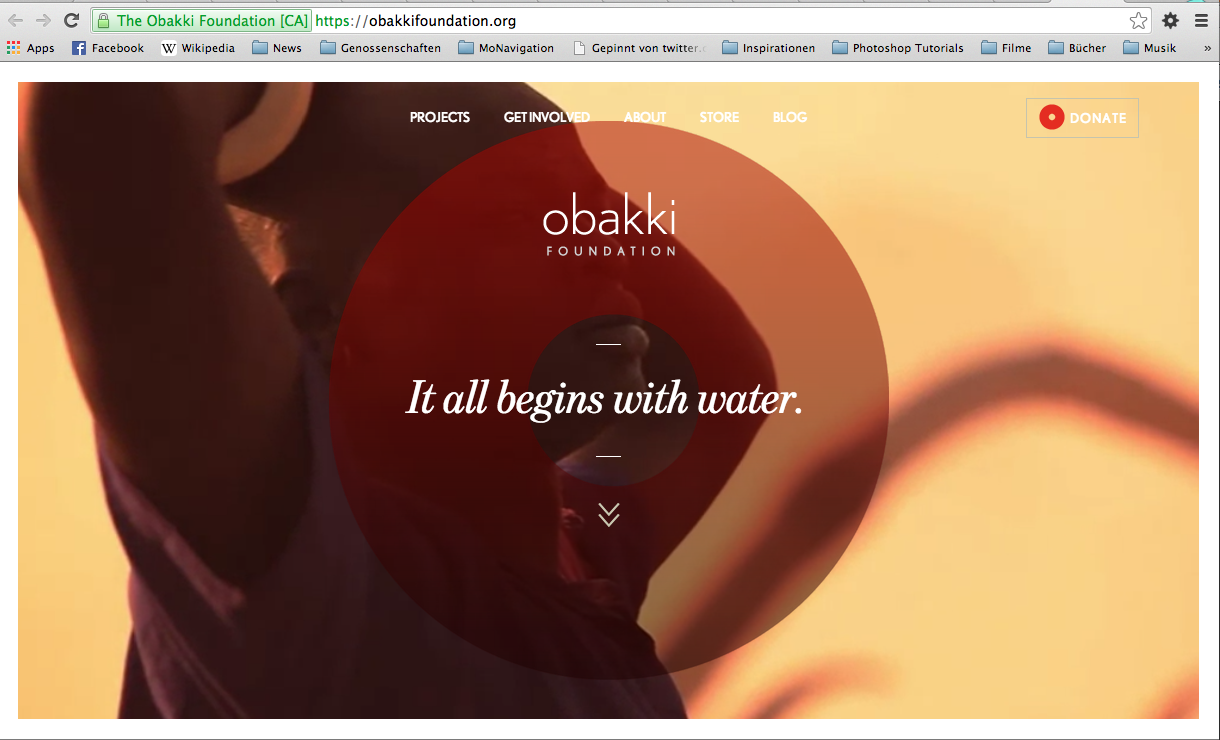 The Obakki Foundation [CA] https://obakkifoundation.org
Apps Facebook Wikipedia News Genossenschaften MoNavigation Gepinnt von twitter.c Inspirationen Photoshop Tutorials Filme Bücher Musik »
PROJECTS GET INVOLVED ABOUT STORE BLOG DONATE
obakki
FOUNDATION
It all begins with water.